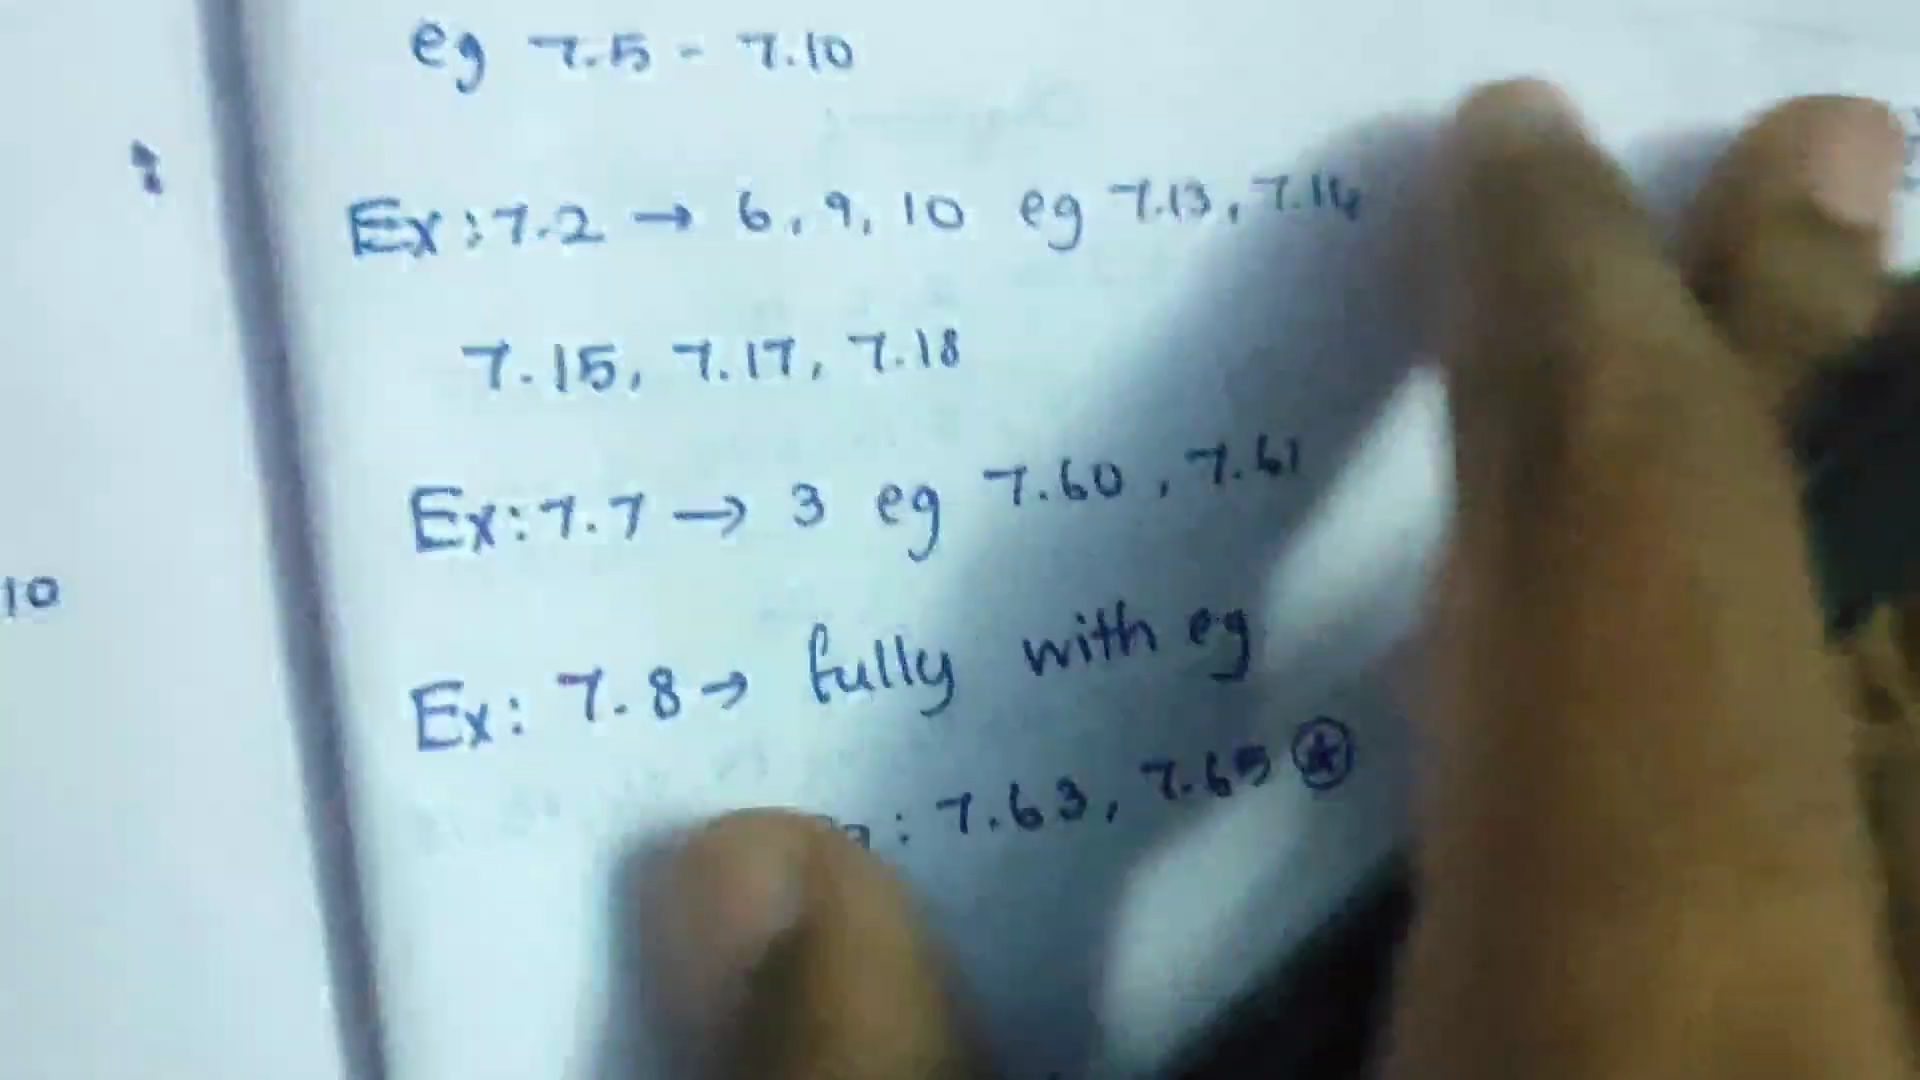 eg 7.5 - 7.10
Ex:7.2 → 6, 9, 10 eg 7.13, 7.14
7.15, 7.17, 7.18
Ex:7.7 → 3 eg 7.60, 7.61
10
Ex: 7.8 → fully with eg
: 7.63, 7.65